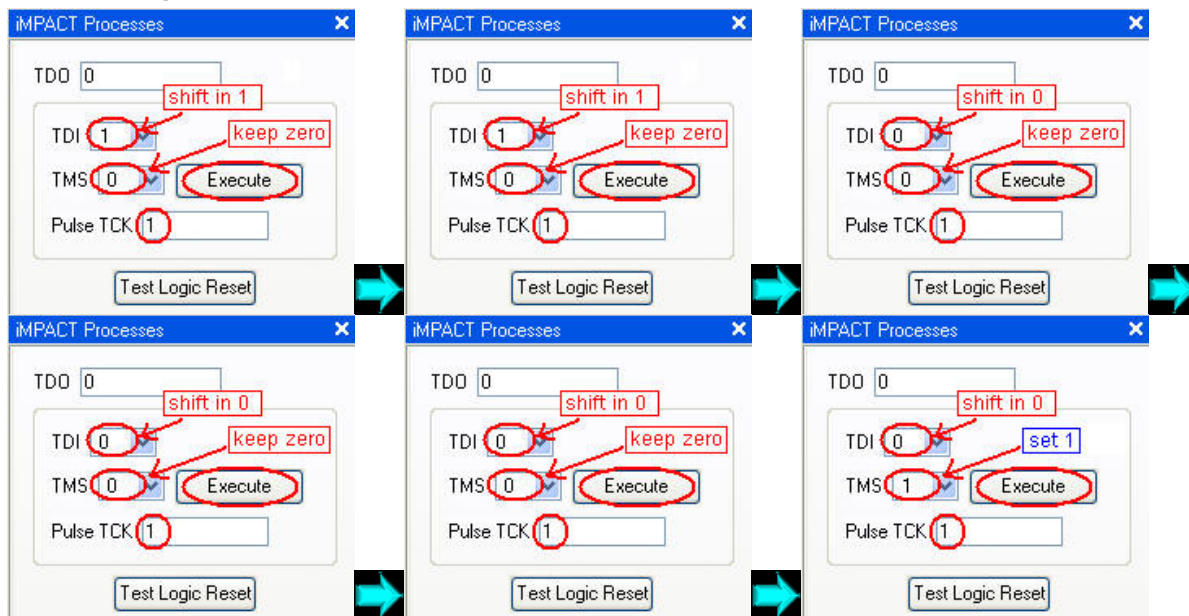 iMPACT Processes
TDO 0
shift in 1
TDI 1
keep zero
TMS 0 Execute
Pulse TCK 1
Test Logic Reset
iMPACT Processes
TDO 0
shift in 1
TDI 1
keep zero
TMS 0 Execute
Pulse TCK 1
Test Logic Reset
iMPACT Processes
TDO 0
shift in 0
TDI 0
keep zero
TMS 0 Execute
Pulse TCK 1
Test Logic Reset
iMPACT Processes
TDO 0
shift in 0
TDI 0
keep zero
TMS 0 Execute
Pulse TCK 1
Test Logic Reset
iMPACT Processes
TDO 0
shift in 0
TDI 0
keep zero
TMS 0 Execute
Pulse TCK 1
Test Logic Reset
iMPACT Processes
TDO 0
shift in 0
TDI 0
set 1
TMS 1 Execute
Pulse TCK 1
Test Logic Reset